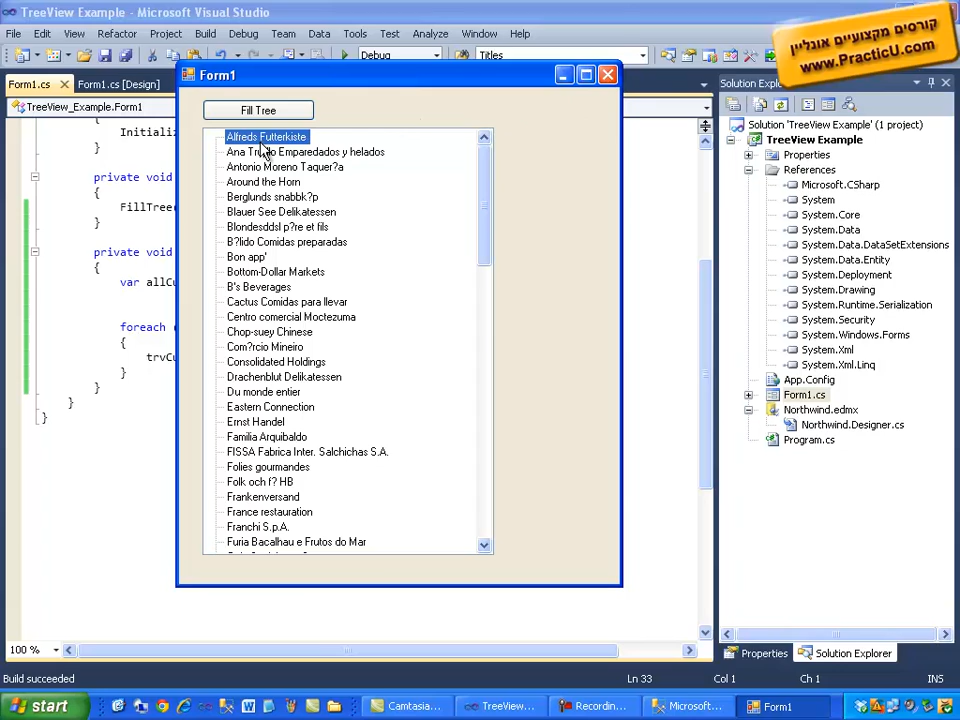 TreeView Example - Microsoft Visual Studio
File Edit View Refactor Project Build Debug Team Data Tools Test Analyze Window Help
Debug
Titles
קורסים מקצועיים אונליין
www.PracticU.com
Form1.cs
Form1.cs [Design]
TreeView_Example.Form1
{
}
private void
{
}
private void
{
foreach
{
}
}
}
}
Form1
Fill Tree
Alfreds Futterkiste
Emparedados y helados
Antonio Moreno Taquer?a
Around the Horn
Berglunds snabbk?p
Blauer See Delikatessen
Blondesddsl p?re et fils
B?lido Comidas preparadas
Bon app'
Bottom-Dollar Markets
B's Beverages
Cactus Comidas para llevar
Centro comercial Moctezuma
Chop-suey Chinese
Com?rcio Mineiro
Consolidated Holdings
Drachenblut Delikatessen
Du monde entier
Eastern Connection
Ernst Handel
Familia Arquibaldo
FISSA Fabrica Inter. Salchichas S.A.
Folies gourmandes
Folk och f? HB
Frankenversand
France restauration
Franchi S.p.A.
Furia Bacalhau e Frutos do Mar
Solution 'TreeView Example' (1 project)
TreeView Example
Properties
References
Microsoft.CSharp
System
System.Core
System.Data
System.Data.DataSetExtensions
System.Data.Entity
System.Deployment
System.Drawing
System.Runtime.Serialization
System.Security
System.Windows.Forms
System.Xml
System.Xml.Linq
App.Config
Form1.cs
Northwind.edmx
Northwind.Designer.cs
Program.cs
100 %
Properties
Solution Explorer
Build succeeded
Ln 33
Col 1
Ch 1
INS
start
Camtasia...
TreeView...
Recordin...
Microsoft...
Form1